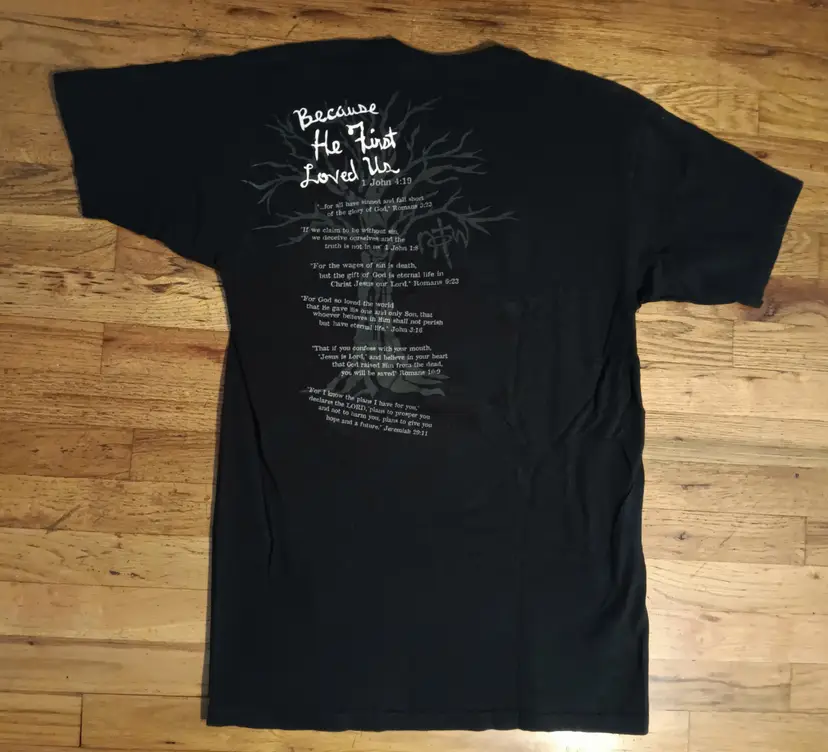 Because
He First
Loved Us
1 John 4:19
"...for all have sinned and fall short
of the glory of God," Romans 3:23
"If we claim to be without sin,
we deceive ourselves and the
truth is not in us" 1 John 1:8
"For the wages of sin is death,
but the gift of God is eternal life in
Christ Jesus our Lord." Romans 6:23
"For God so loved the world
that He gave His one and only Son, that
whoever believes in Him shall not perish
but have eternal life." John 3:16
"That if you confess with your mouth,
'Jesus is Lord,' and believe in your heart
that God raised Him from the dead,
you will be saved" Romans 10:9
"For I know the plans I have for you,"
declares the LORD, "plans to prosper you
and not to harm you, plans to give you
hope and a future." Jeremiah 29:11